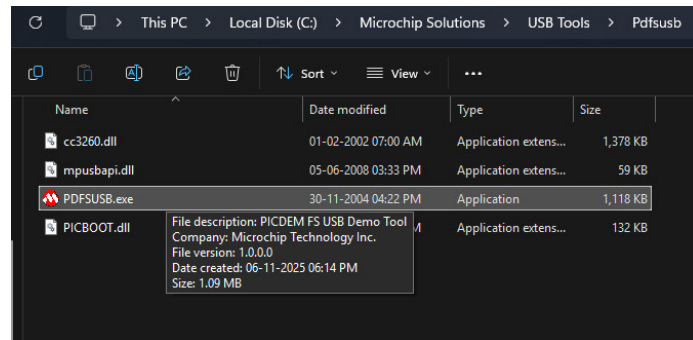 This PC > Local Disk (C:) > Microchip Solutions > USB Tools > Pdfsusb
Sort View ...
Name Date modified Type Size
cc3260.dll 01-02-2002 07:00 AM Application extens... 1,378 KB
mpusbapi.dll 05-06-2008 03:33 PM Application extens... 59 KB
PDFSUSB.exe 30-11-2004 04:22 PM Application 1,118 KB
PICBOOT.dll M Application extens... 132 KB
File description: PICDEM FS USB Demo Tool
Company: Microchip Technology Inc.
File version: 1.0.0.0
Date created: 06-11-2025 06:14 PM
Size: 1.09 MB